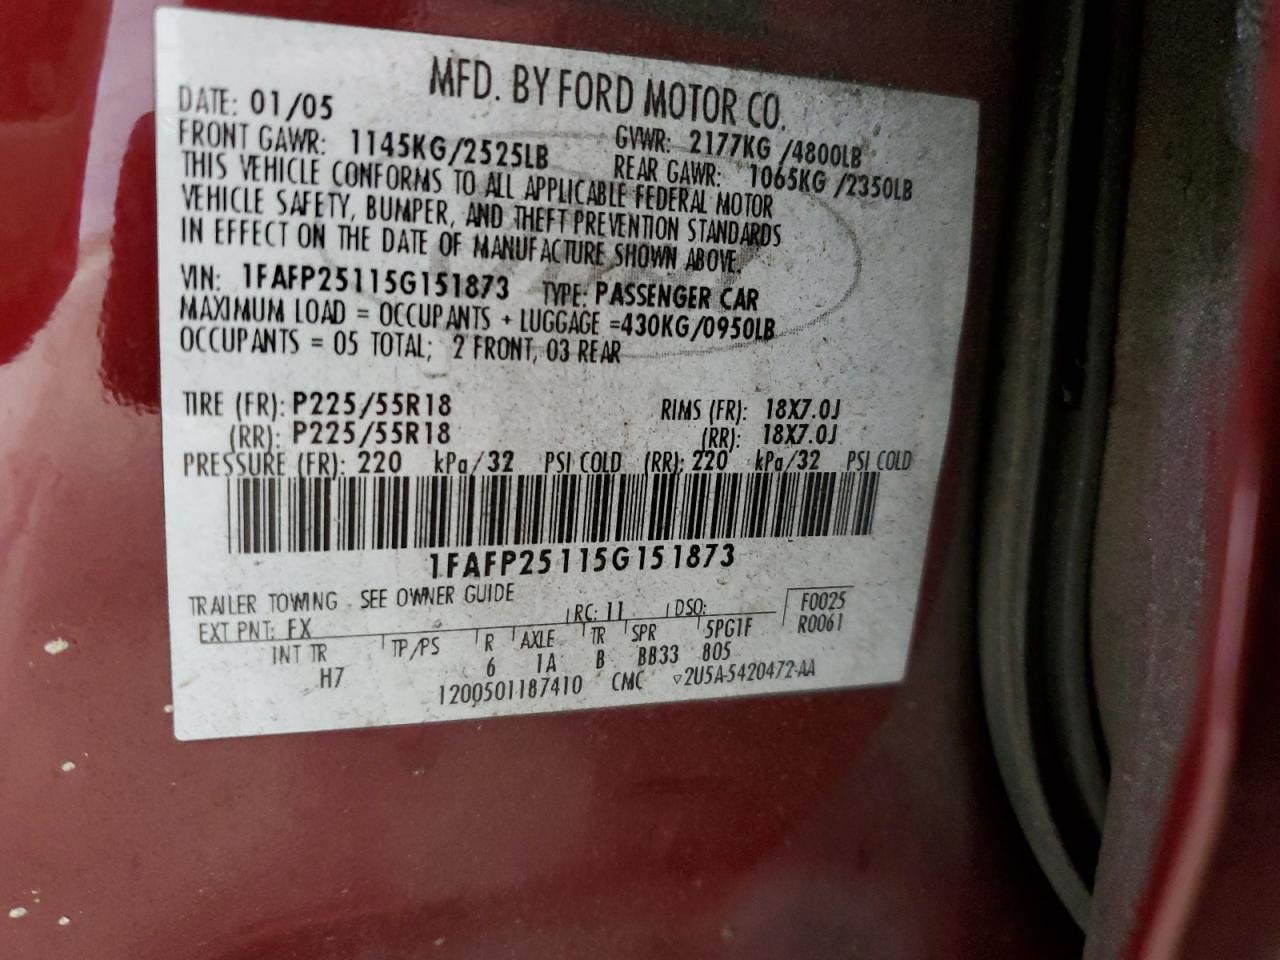 MFD. BY FORD MOTOR CO.
DATE: 01/05 GVWR: 2177KG /4800LB
FRONT GAWR: 1145KG/2525LB REAR GAWR: 1065KG /2350LB
THIS VEHICLE CONFORMS TO ALL APPLICABLE FEDERAL MOTOR
VEHICLE SAFETY, BUMPER, AND THEFT PREVENTION STANDARDS
IN EFFECT ON THE DATE OF MANUFACTURE SHOWN ABOVE.
VIN: 1FAFP25115G151873 TYPE: PASSENGER CAR
MAXIMUM LOAD = OCCUPANTS + LUGGAGE =430KG/0950LB
OCCUPANTS = 05 TOTAL; 2 FRONT, 03 REAR
TIRE (FR): P225/55R18 RIMS (FR): 18X7.0J
(RR): P225/55R18 (RR): 18X7.0J
PRESSURE (FR): 220 kPa/32 PSI COLD (RR): 220 kPa/32 PSI COLD
1FAFP25115G151873
TRAILER TOWING - SEE OWNER GUIDE
EXT PNT: FX RC: 11 DSO: F0025
INT TR TP/PS R AXLE TR SPR 5PG1F R0061
H7 6 1A B BB33 805
1200501187410 CMC ▽2U5A-5420472-AA